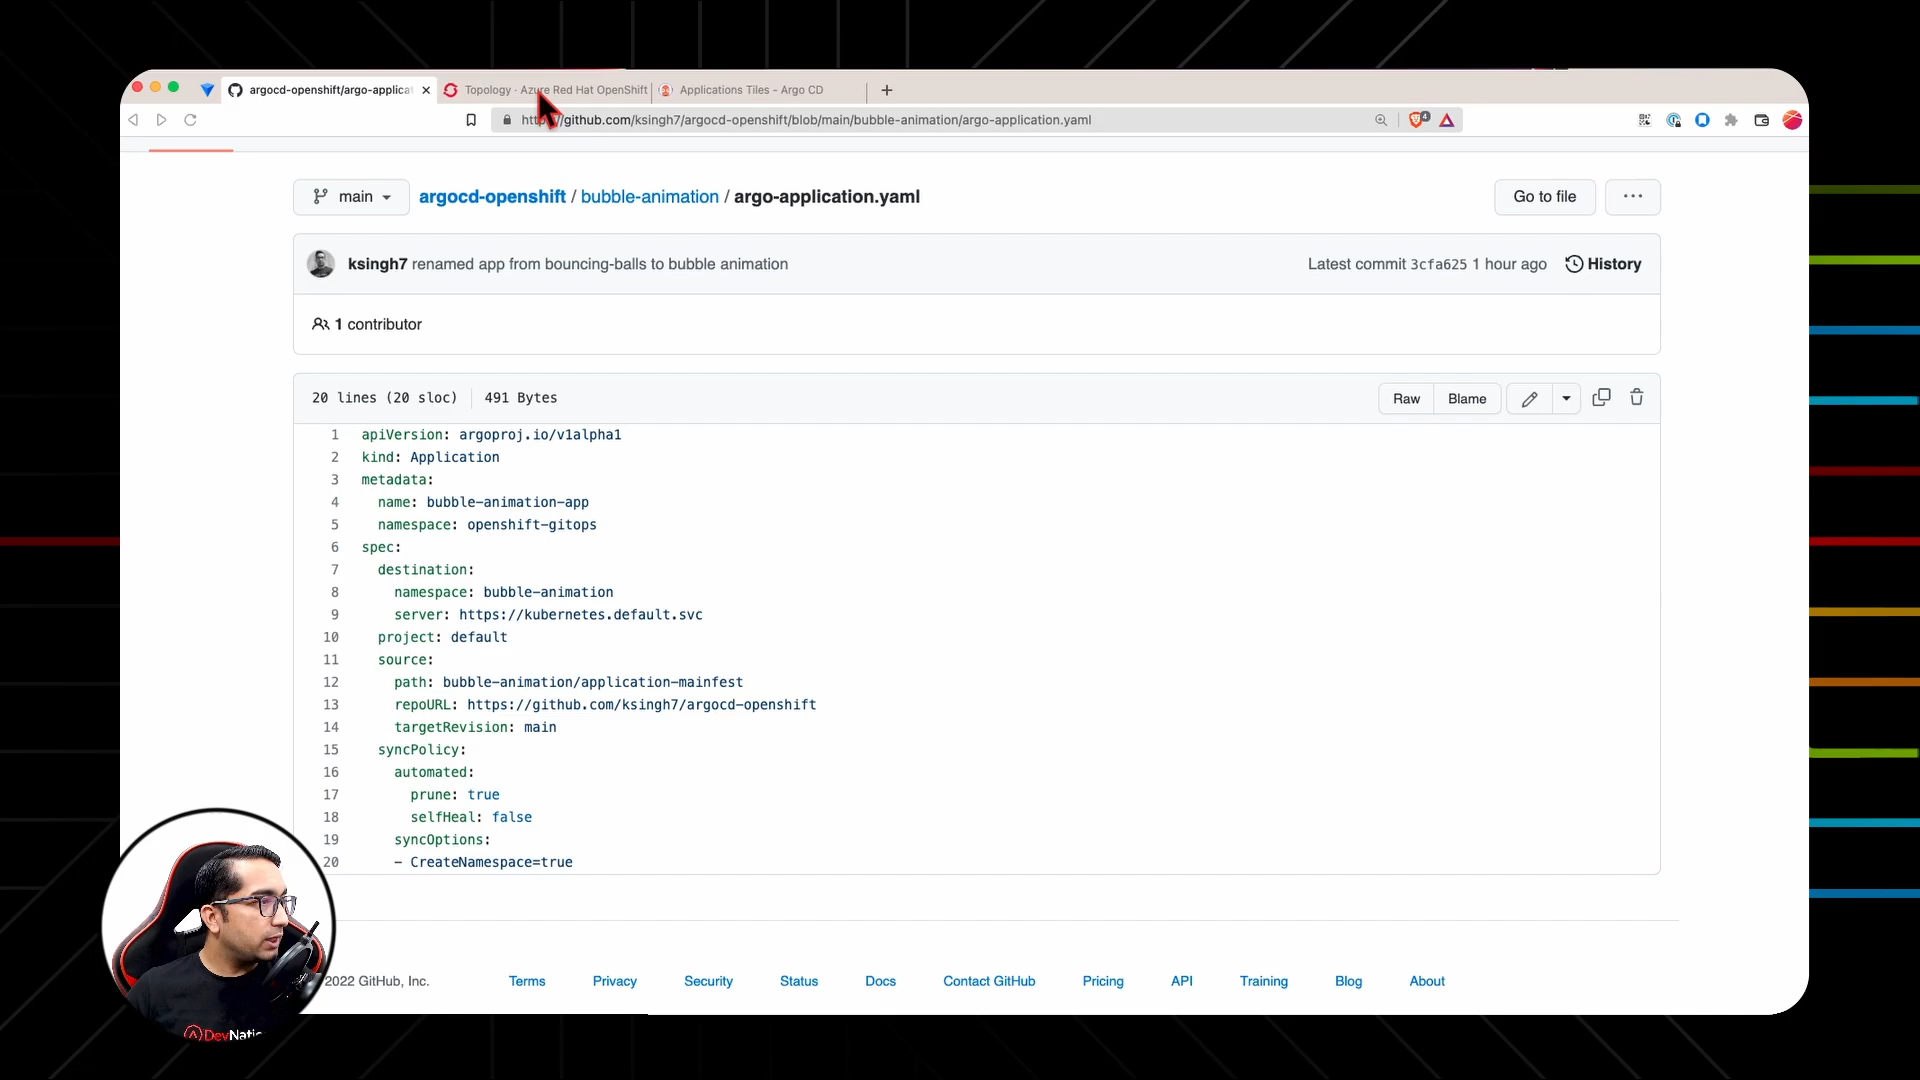 argocd-openshift/argo-applicat
Topology · Azure Red Hat OpenShift
Applications Tiles - Argo CD
github.com/ksingh7/argocd-openshift/blob/main/bubble-animation/argo-application.yaml
4
main
argocd-openshift / bubble-animation / argo-application.yaml
Go to file
ksingh7 renamed app from bouncing-balls to bubble animation
Latest commit 3cfa625 1 hour ago
History
1 contributor
20 lines (20 sloc)
491 Bytes
Raw
Blame
1 apiVersion: argoproj.io/v1alpha1
2 kind: Application
3 metadata:
4 name: bubble-animation-app
5 namespace: openshift-gitops
6 spec:
7 destination:
8 namespace: bubble-animation
9 server: https://kubernetes.default.svc
10 project: default
11 source:
12 path: bubble-animation/application-mainfest
13 repoURL: https://github.com/ksingh7/argocd-openshift
14 targetRevision: main
15 syncPolicy:
16 automated:
17 prune: true
18 selfHeal: false
19 syncOptions:
20 - CreateNamespace=true
2022 GitHub, Inc.
Terms
Privacy
Security
Status
Docs
Contact GitHub
Pricing
API
Training
Blog
About
DevNatio